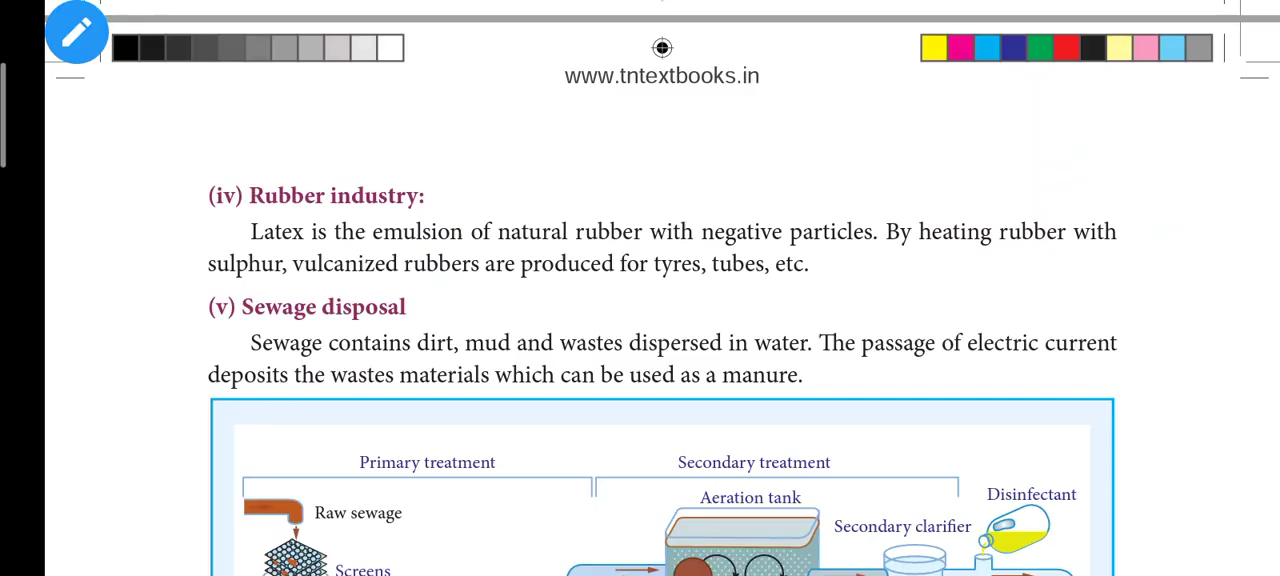 www.tntextbooks.in
(iv) Rubber industry:
Latex is the emulsion of natural rubber with negative particles. By heating rubber with
sulphur, vulcanized rubbers are produced for tyres, tubes, etc.
(v) Sewage disposal
Sewage contains dirt, mud and wastes dispersed in water. The passage of electric current
deposits the wastes materials which can be used as a manure.
Primary treatment
Secondary treatment
Aeration tank
Disinfectant
Raw sewage
Secondary clarifier
Screens